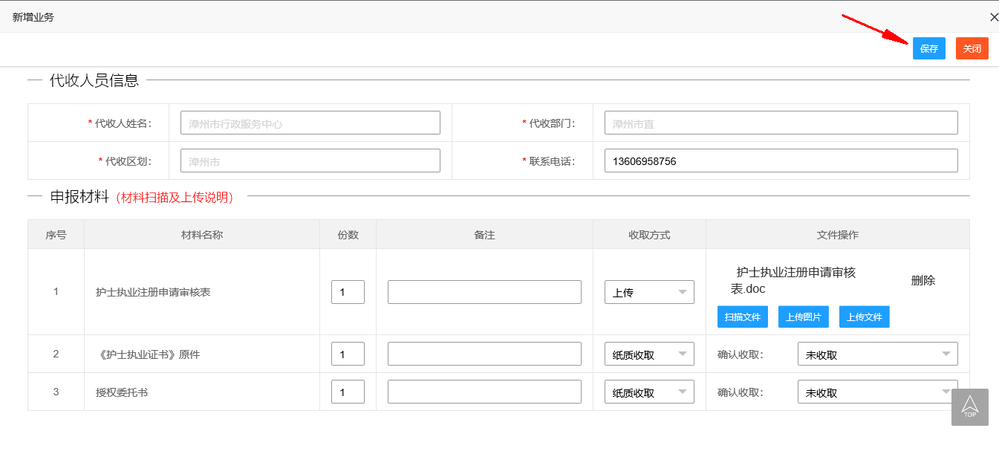 新增业务
保存 关闭
代收人员信息
* 代收人姓名： 漳州市行政服务中心 * 代收部门： 漳州市直
* 代收区划： 漳州市 * 联系电话： 13606958756
申报材料（材料扫描及上传说明）
序号 材料名称 份数 备注 收取方式 文件操作
1 护士执业注册申请审核表 1 上传 护士执业注册申请审核
表.doc 删除
扫描文件 上传图片 上传文件
2 《护士执业证书》原件 1 纸质收取 确认收取： 未收取
3 授权委托书 1 纸质收取 确认收取： 未收取
TOP